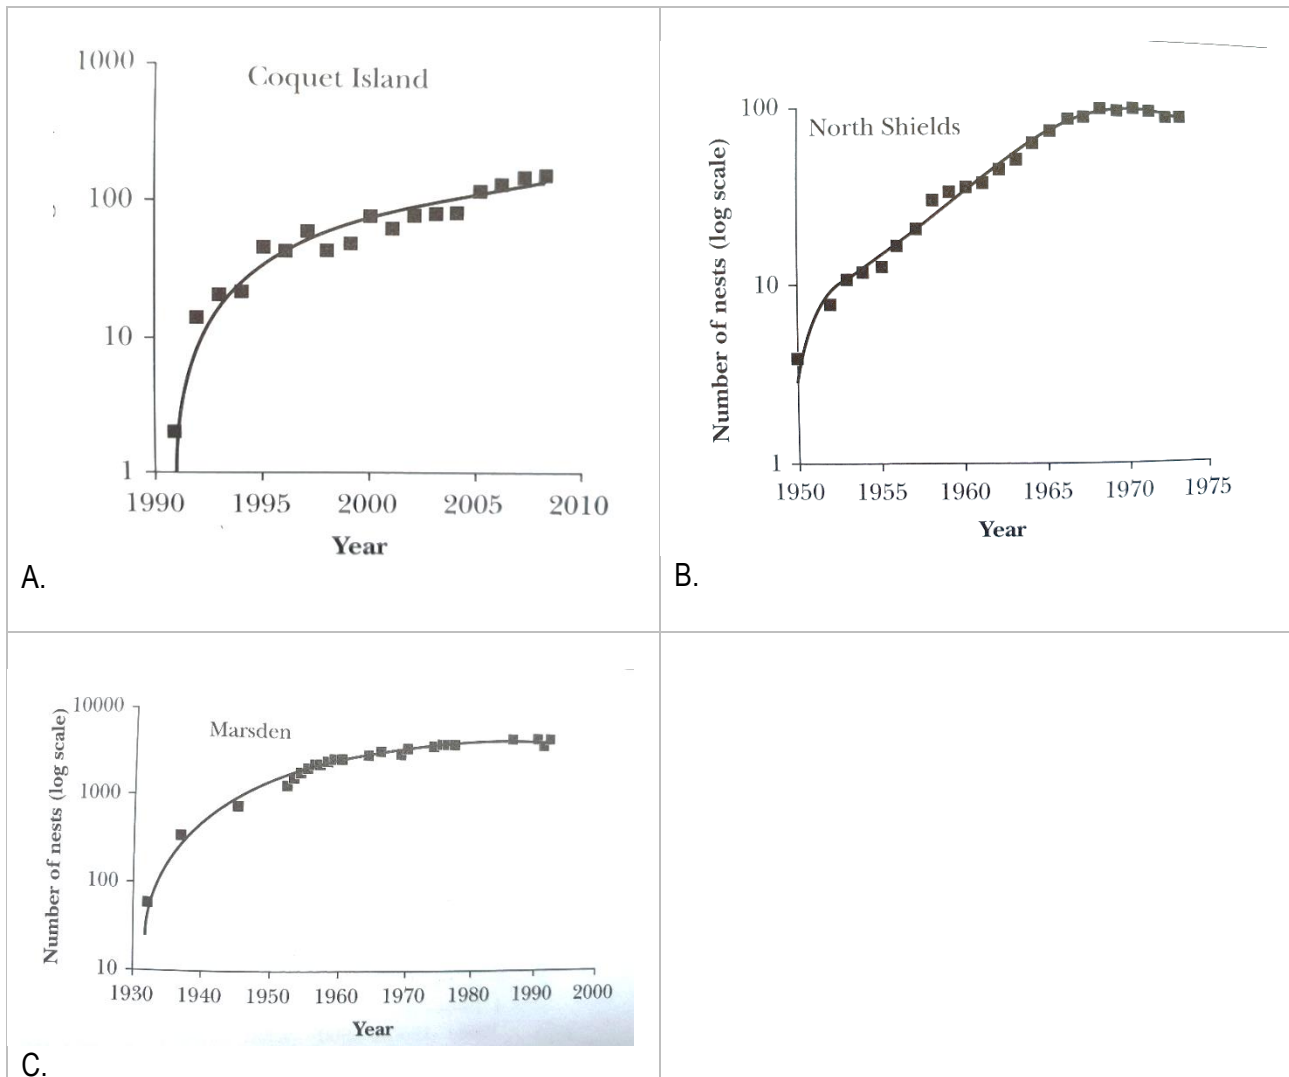 1000
Coquet Island
100
10
1
1990 1995 2000 2005 2010
Year
A.
100
North Shields
Number of nests (log scale)
10
1
1950 1955 1960 1965 1970 1975
Year
B.
10000
Marsden
Number of nests (log scale)
1000
100
10
1930 1940 1950 1960 1970 1980 1990 2000
Year
C.